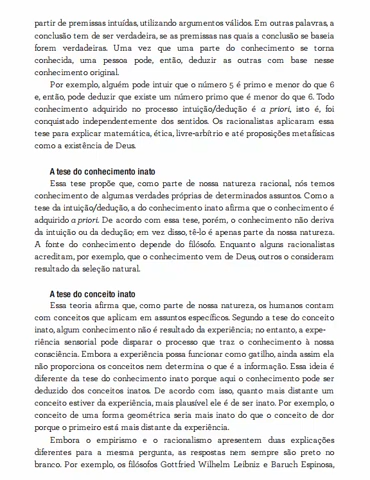 partir de premissas intuídas, utilizando argumentos válidos. Em outras palavras, a
conclusão tem de ser verdadeira, se as premissas nas quais a conclusão se baseia
forem verdadeiras. Uma vez que uma parte do conhecimento se torna
conhecida, uma pessoa pode, então, deduzir as outras com base nesse
conhecimento original.
Por exemplo, alguém pode intuir que o número 5 é primo e menor do que 6
e, então, pode deduzir que existe um número primo que é menor do que 6. Todo
conhecimento adquirido no processo intuição/dedução é a priori, isto é, foi
conquistado independentemente dos sentidos. Os racionalistas aplicaram essa
tese para explicar matemática, ética, livre-arbítrio e até proposições metafísicas
como a existência de Deus.
A tese do conhecimento inato
Essa tese propõe que, como parte de nossa natureza racional, nós temos
conhecimento de algumas verdades próprias de determinados assuntos. Como a
tese da intuição/dedução, a do conhecimento inato afirma que o conhecimento é
adquirido a priori. De acordo com essa tese, porém, o conhecimento não deriva
da intuição ou da dedução; em vez disso, tê-lo é apenas parte da nossa natureza.
A fonte do conhecimento depende do filósofo. Enquanto alguns racionalistas
acreditam, por exemplo, que o conhecimento vem de Deus, outros o consideram
resultado da seleção natural.
A tese do conceito inato
Essa teoria afirma que, como parte de nossa natureza, os humanos contam
com conceitos que aplicam em assuntos específicos. Segundo a tese do conceito
inato, algum conhecimento não é resultado da experiência; no entanto, a expe-
riência sensorial pode disparar o processo que traz o conhecimento à nossa
consciência. Embora a experiência possa funcionar como gatilho, ainda assim ela
não proporciona os conceitos nem determina o que é a informação. Essa ideia é
diferente da tese do conhecimento inato porque aqui o conhecimento pode ser
deduzido dos conceitos inatos. De acordo com isso, quanto mais distante um
conceito estiver da experiência, mais plausível ele é de ser inato. Por exemplo, o
conceito de uma forma geométrica seria mais inato do que o conceito de dor
porque o primeiro está mais distante da experiência.
Embora o empirismo e o racionalismo apresentem duas explicações
diferentes para a mesma pergunta, as respostas nem sempre são preto no
branco. Por exemplo, os filósofos Gottfried Wilhelm Leibniz e Baruch Espinosa,